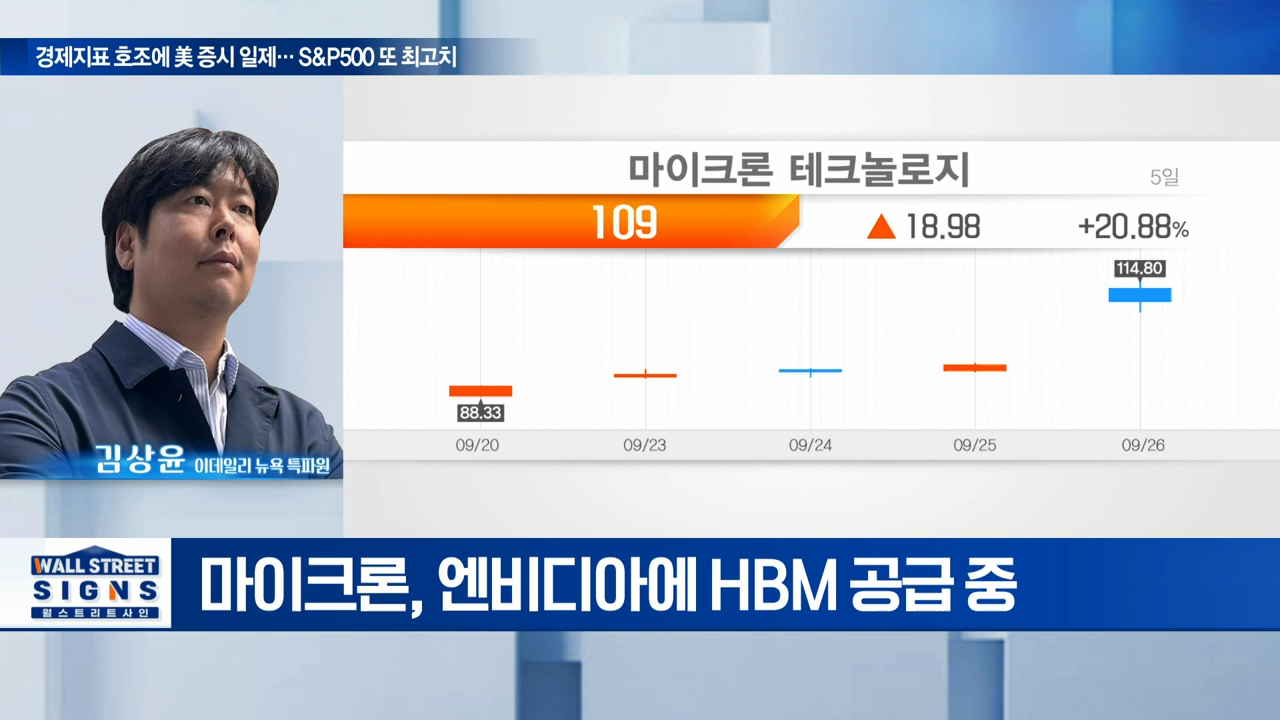 경제지표 호조에 美 증시 일제… S&P500 또 최고치
마이크론 테크놀로지
5일
109
▲ 18.98
+20.88%
114.80
88.33
09/20
09/23
09/24
09/25
09/26
김상윤 이데일리 뉴욕 특파원
WALL STREET
SIGNS
월스트리트사인
마이크론, 엔비디아에 HBM 공급 중